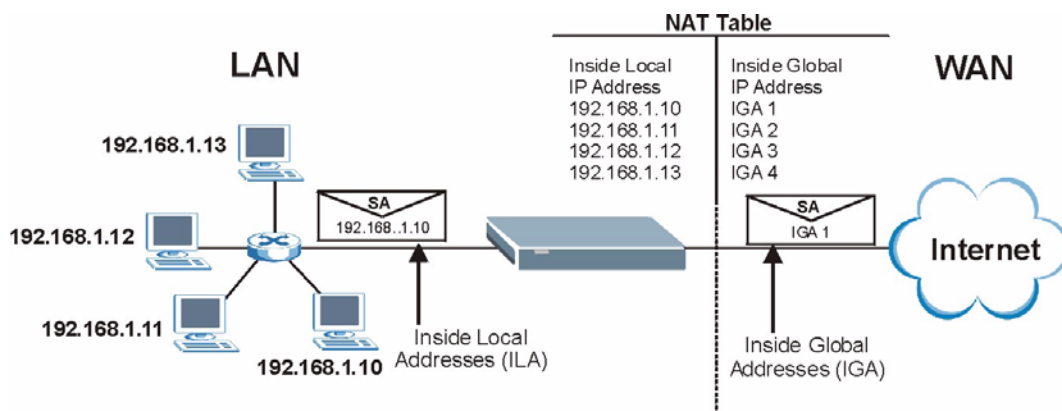 NAT Table
LAN
WAN
Inside Local
IP Address
192.168.1.10
192.168.1.11
192.168.1.12
192.168.1.13
Inside Global
IP Address
IGA 1
IGA 2
IGA 3
IGA 4
192.168.1.13
192.168.1.12
192.168.1.11
192.168.1.10
SA
192.168..1.10
SA
IGA 1
Internet
Inside Local
Addresses (ILA)
Inside Global
Addresses (IGA)